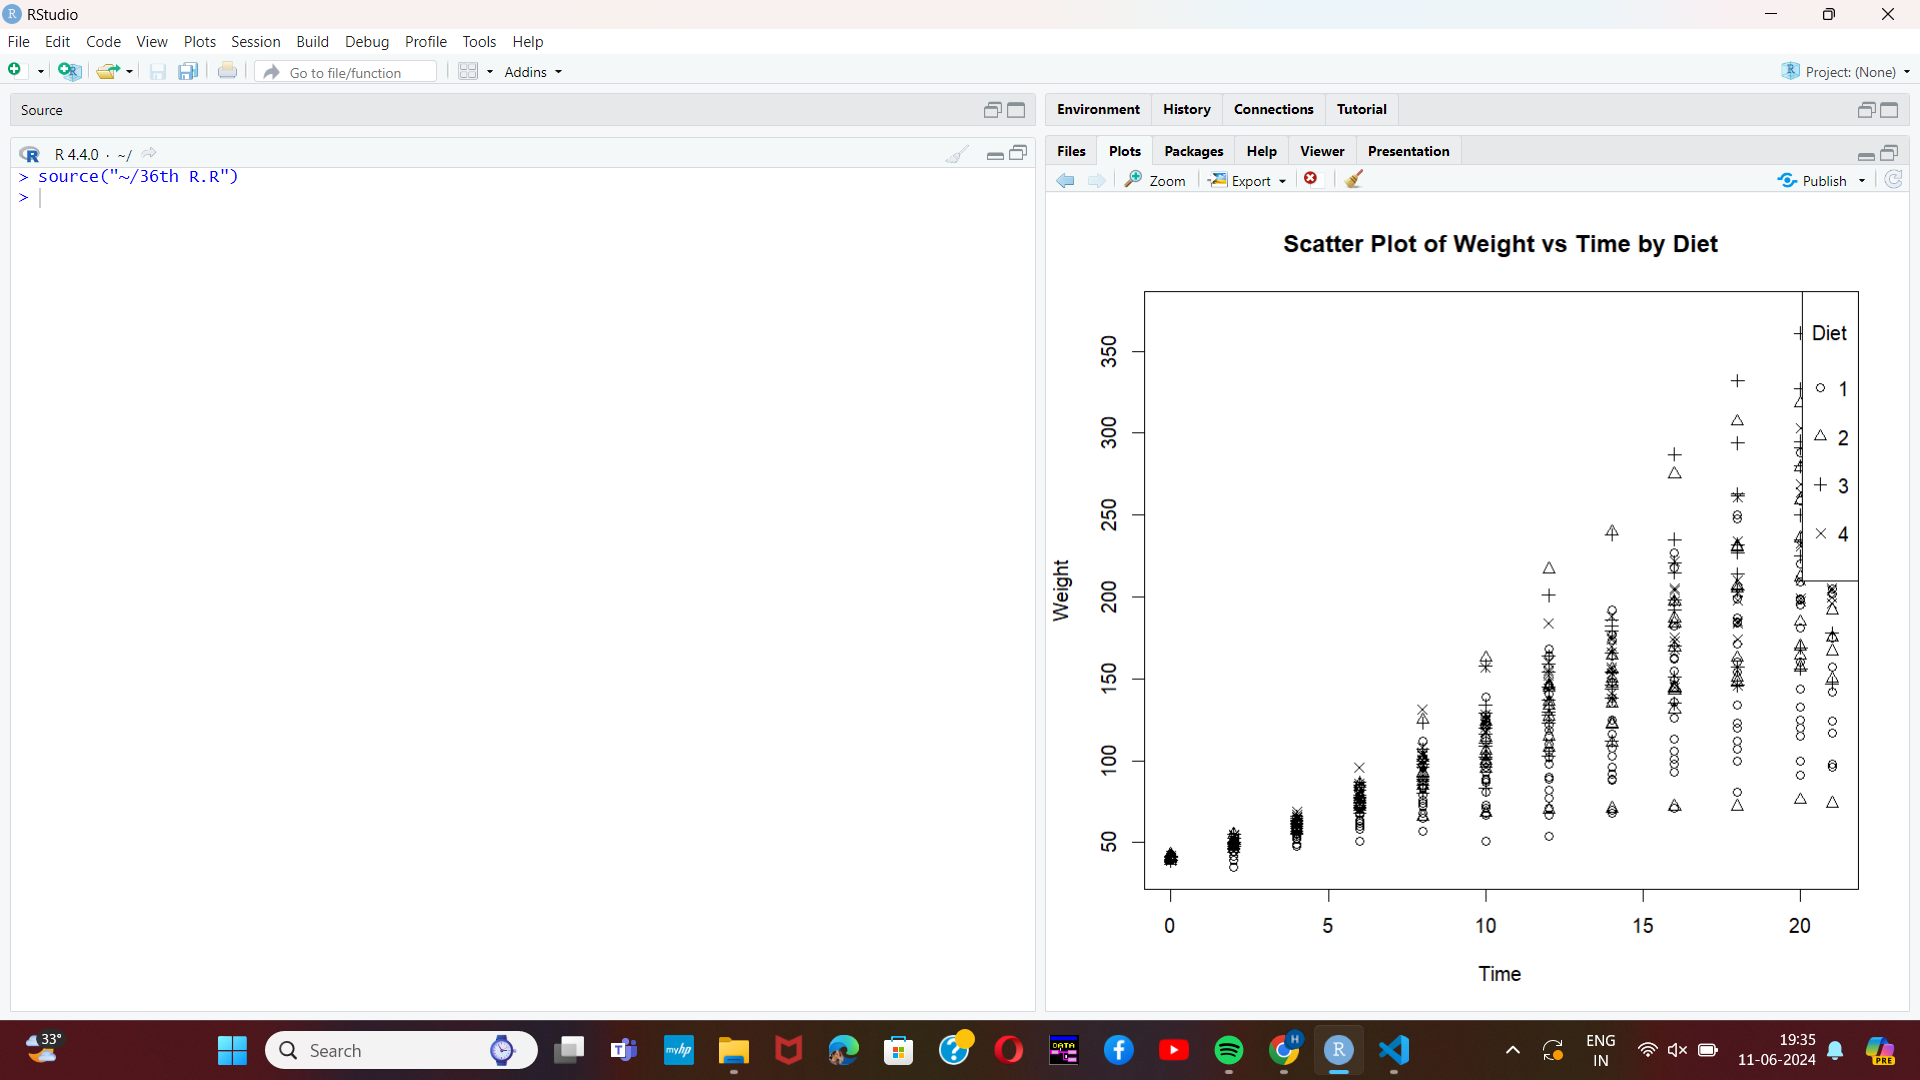 RStudio
File Edit Code View Plots Session Build Debug Profile Tools Help
Go to file/function Addins Project: (None)
Source
Environment History Connections Tutorial
R 4.4.0 · ~/
Files Plots Packages Help Viewer Presentation
> source("~/36th R.R")
>
Zoom Export Publish
Scatter Plot of Weight vs Time by Diet
Diet
1
2
3
4
350
300
250
200
150
100
50
Weight
0 5 10 15 20
Time
33°
Search
myhp
DATA
H
R
ENG
IN
19:35
11-06-2024
PRE